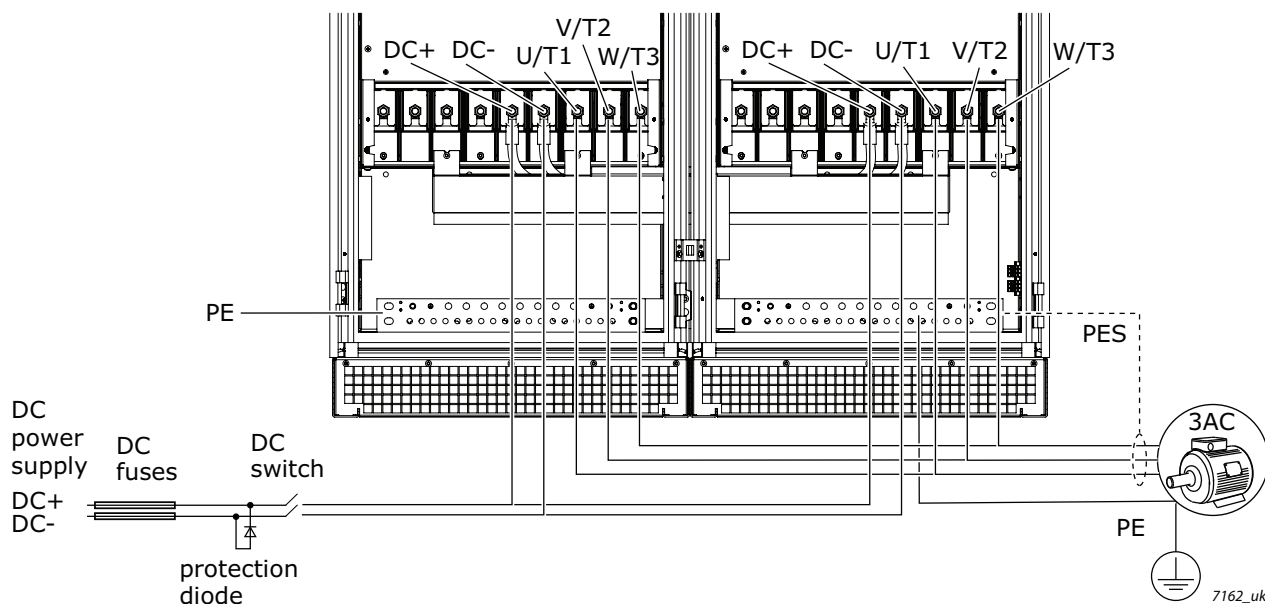 V/T2
DC+ DC- U/T1 W/T3
DC+ DC- U/T1 V/T2 W/T3
PE
PES
DC
power
supply
DC
fuses
DC
switch
DC+
DC-
protection
diode
3AC
PE
7162_uk